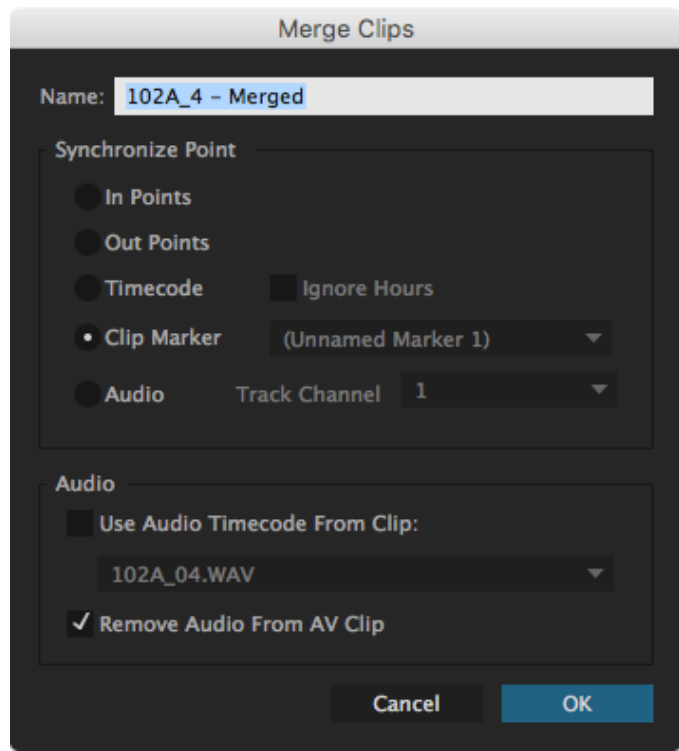 Merge Clips
Name: 102A_4 – Merged
Synchronize Point
In Points
Out Points
Timecode Ignore Hours
Clip Marker (Unnamed Marker 1)
Audio Track Channel 1
Audio
Use Audio Timecode From Clip:
102A_04.WAV
Remove Audio From AV Clip
Cancel OK